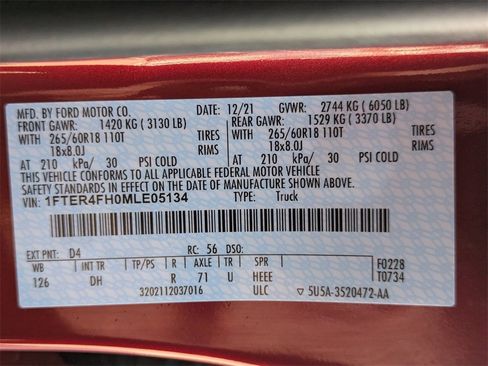 MFD. BY FORD MOTOR CO. DATE: 12/21 GVWR: 2744 KG ( 6050 LB)
FRONT GAWR: 1420 KG ( 3130 LB) REAR GAWR: 1529 KG ( 3370 LB)
WITH 265/60R18 110T TIRES WITH 265/60R18 110T TIRES
18x8.0J RIMS 18x8.0J RIMS
AT 210 kPa/ 30 PSI COLD AT 210 kPa/ 30 PSI COLD
THIS VEHICLE CONFORMS TO ALL APPLICABLE FEDERAL MOTOR VEHICLE
SAFETY STANDARDS IN EFFECT ON THE DATE OF MANUFACTURE SHOWN ABOVE.
VIN: 1FTER4FH0MLE05134 TYPE: Truck
EXT PNT: D4 RC: 56 DSO:
WB INT TR TP/PS R AXLE TR SPR F0228
126 DH R 71 U HEEE T0734
3202112037016 ULC ▽ 5U5A-3520472-AA